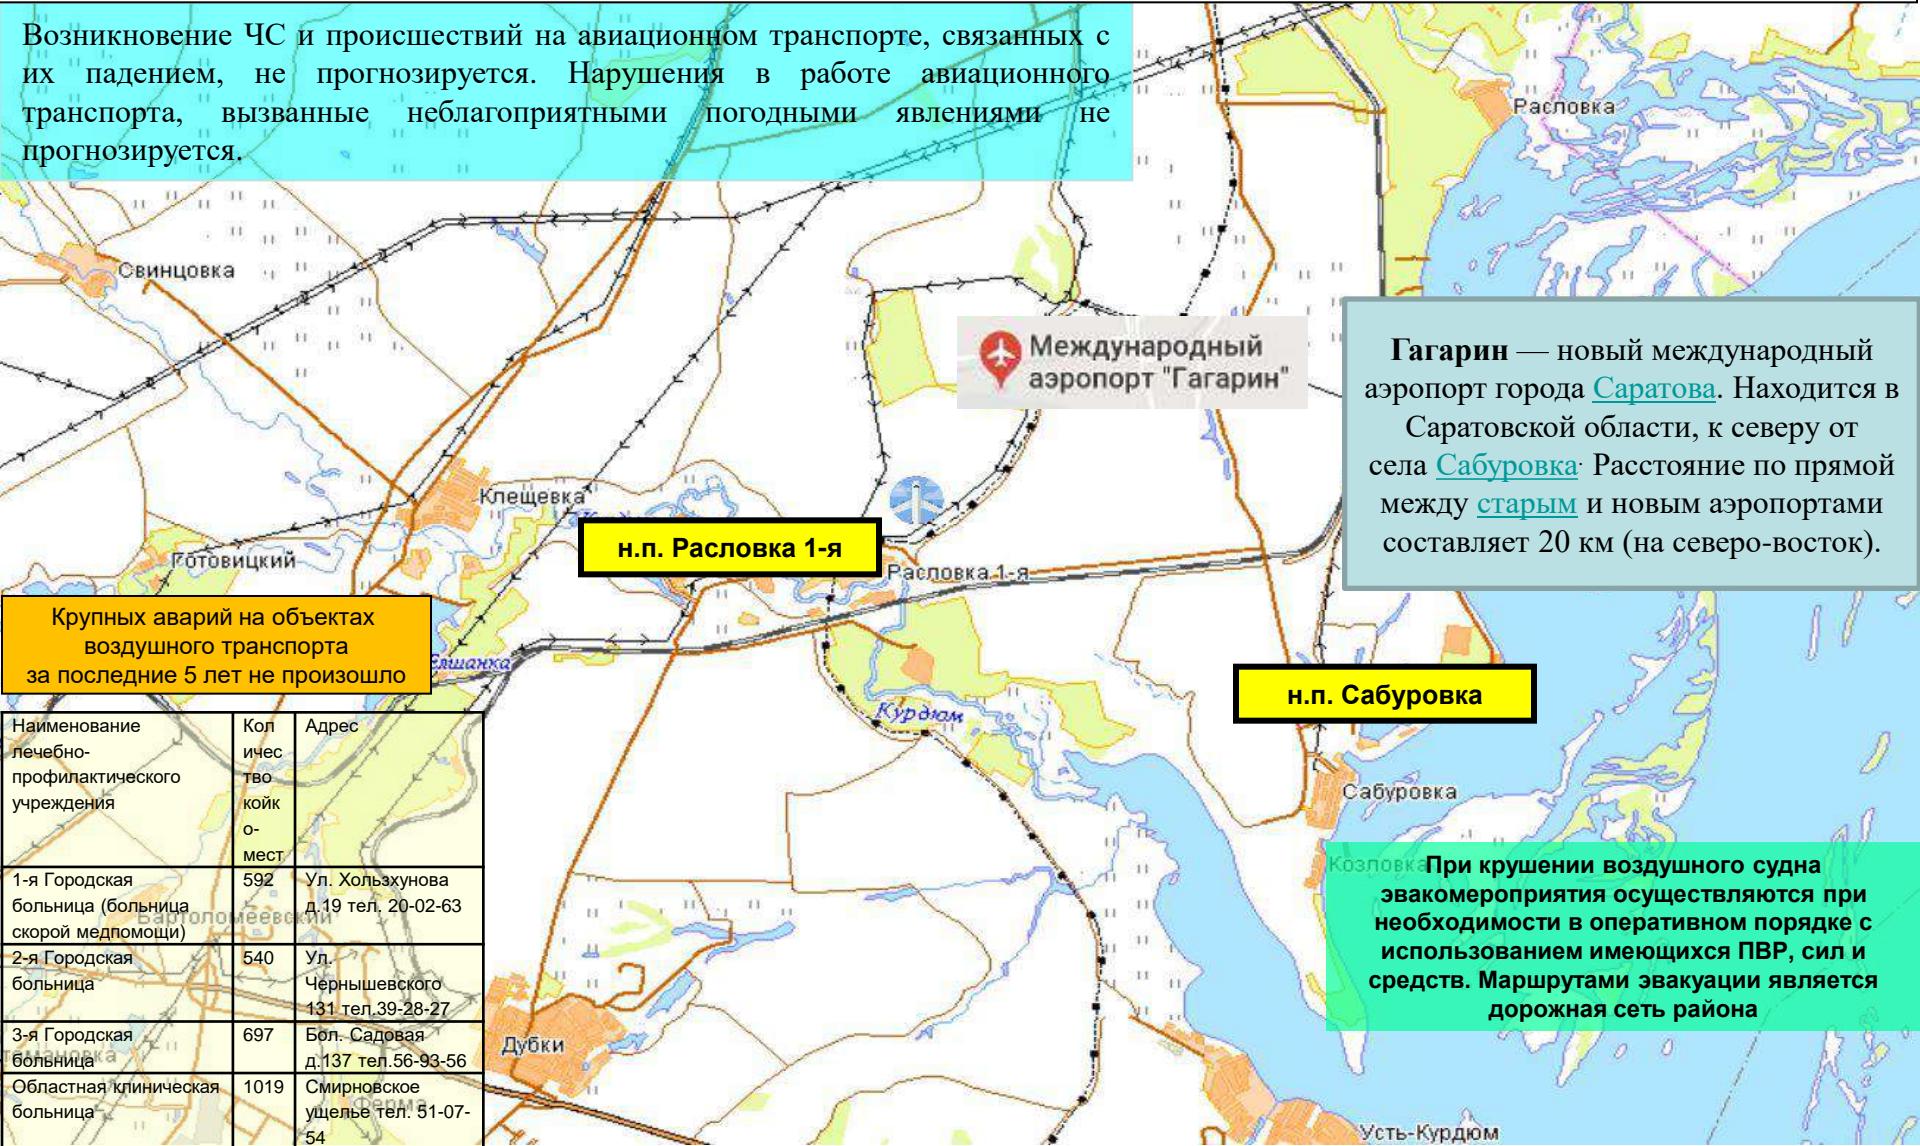 Возникновение ЧС и происшествий на авиационном транспорте, связанных с
их падением, не прогнозируется. Нарушения в работе авиационного
транспорта, вызванные неблагоприятными погодными явлениями не
прогнозируется.
Расловка
Свинцовка
Международный
аэропорт "Гагарин"
Гагарин — новый международный
аэропорт города Саратова. Находится в
Саратовской области, к северу от
села Сабуровка. Расстояние по прямой
между старым и новым аэропортами
составляет 20 км (на северо-восток).
Клещевка
н.п. Расловка 1-я
Готовицкий
Расловка 1-я
Крупных аварий на объектах
воздушного транспорта
за последние 5 лет не произошло
Елшанка
н.п. Сабуровка
Курдюм
Сабуровка
Наименование
лечебно-
профилактического
учреждения
Кол
ичес
тво
койк
о-
мест
Адрес
1-я Городская
больница (больница
скорой медпомощи)
592
Ул. Хользхунова
д.19 тел. 20-02-63
Бартоломеевский
2-я Городская
больница
540
Ул.
Чернышевского
131 тел.39-28-27
3-я Городская
больница
697
Бол. Садовая
д.137 тел.56-93-56
Областная клиническая
больница
1019
Смирновское
ущелье тел. 51-07-
54
Ферма
Козловка
При крушении воздушного судна
эвакомероприятия осуществляются при
необходимости в оперативном порядке с
использованием имеющихся ПВР, сил и
средств. Маршрутами эвакуации является
дорожная сеть района
Дубки
Усть-Курдюм